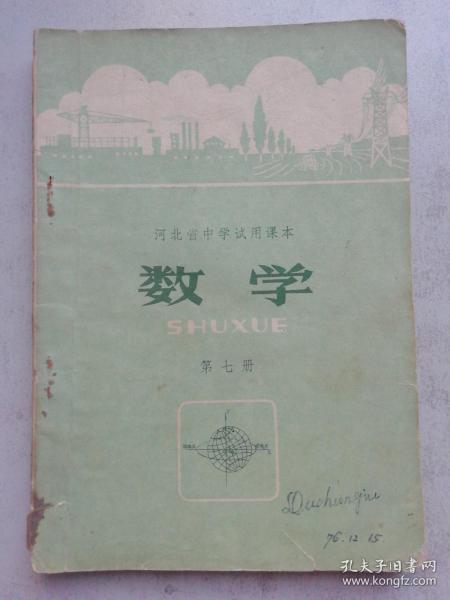 河北省中学试用课本
数学
SHUXUE
第七册
76.12.15
孔夫子旧书网
www.kongfz.com